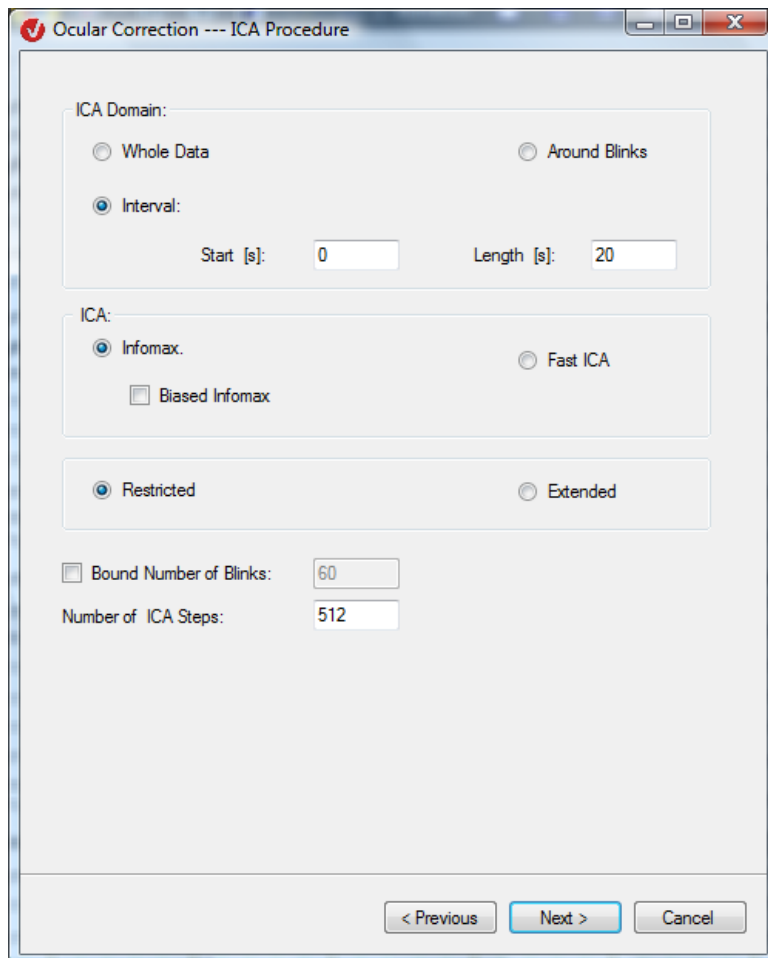 Ocular Correction --- ICA Procedure
ICA Domain:
Whole Data Around Blinks
Interval:
Start [s]: 0 Length [s]: 20
ICA:
Infomax.
Fast ICA
Biased Infomax
Restricted Extended
Bound Number of Blinks: 60
Number of ICA Steps: 512
< Previous Next > Cancel